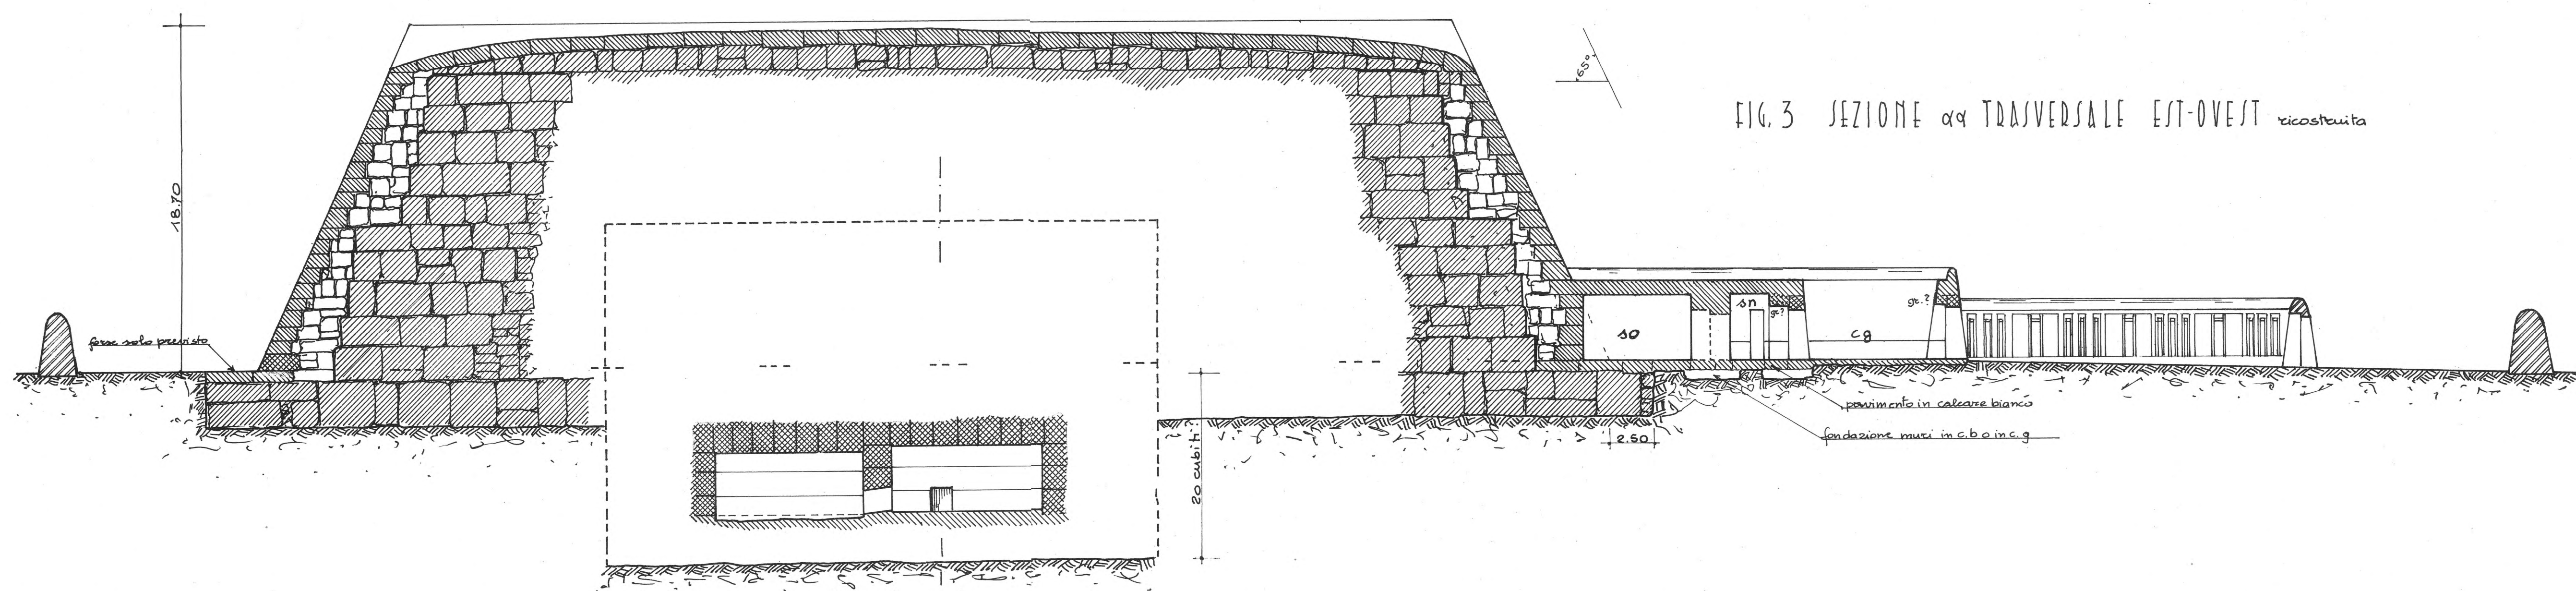 65°
FIG. 3 SEZIONE αα TRASVERSALE EST-OVEST ricostruita
18.70
forse solo previsto
so
sn
gr.?
cg
gr.?
pavimento in calcare bianco
fondazione muri in c.b o in c.g
2.50
20 cubiti?